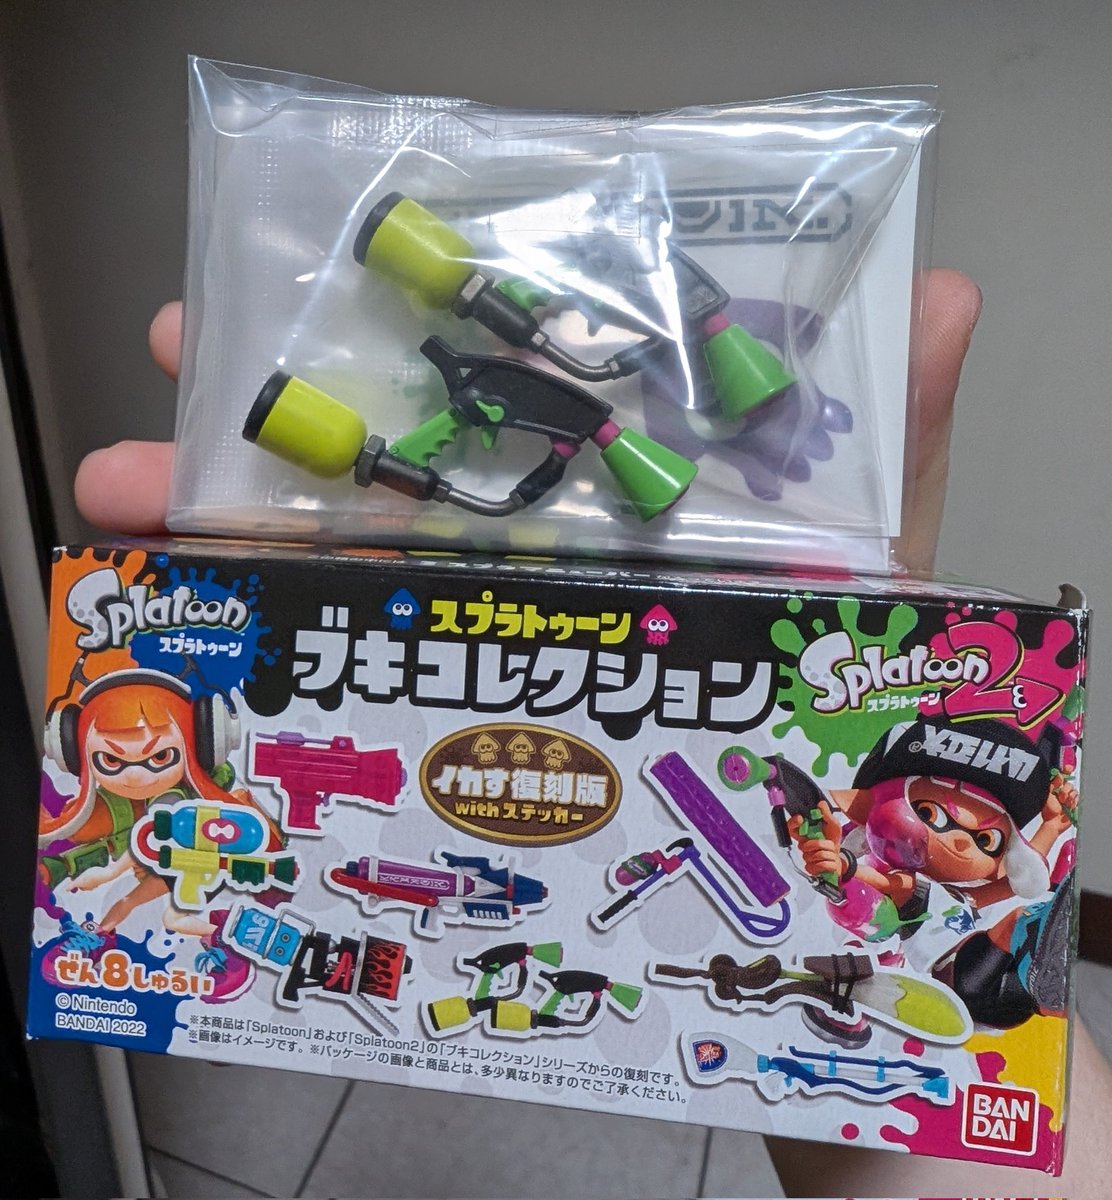 Splatoon
スプラトゥーン
スプラトゥーン
ブキコレクション
Splatoon 2
スプラトゥーン
イカす復刻版
withステッカー
ぜん8しゅるい
© Nintendo
BANDAI 2022
※本商品は「Splatoon」および「Splatoon2」の「ブキコレクション」シリーズからの復刻です。
※画像はイメージです。※パッケージの画像と商品とは、多少異なりますのでご了承ください。
BAN
DAI